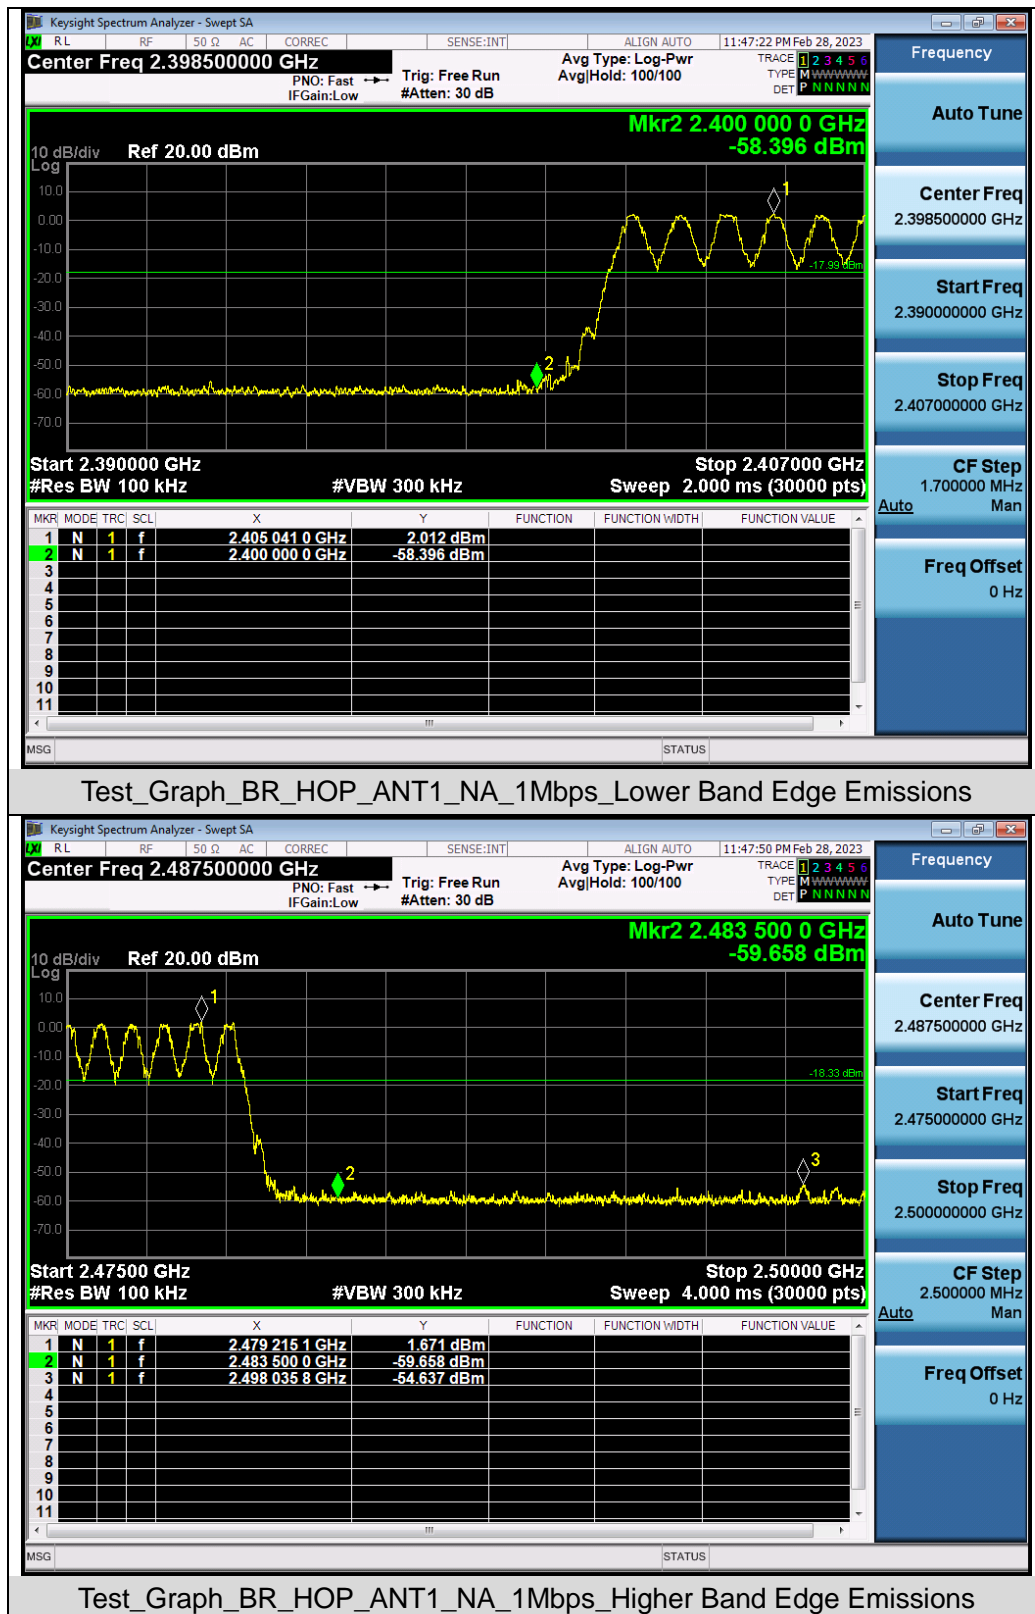 Keysight Spectrum Analyzer - Swept SA
LXI RL RF 50 Ω AC CORREC SENSE:INT ALIGN AUTO 11:47:22 PM Feb 28, 2023
Center Freq 2.398500000 GHz
PNO: Fast
IFGain:Low
Trig: Free Run
#Atten: 30 dB
Avg Type: Log-Pwr
Avg|Hold: 100/100
TRACE 1 2 3 4 5 6
TYPE M W W W W W
DET P N N N N N
Mkr2 2.400 000 0 GHz
-58.396 dBm
10 dB/div Ref 20.00 dBm
Log
10.0
0.00
-10.0
-20.0
-30.0
-40.0
-50.0
-60.0
-70.0
1
-17.99 dBm
2
Start 2.390000 GHz Stop 2.407000 GHz
#Res BW 100 kHz #VBW 300 kHz Sweep 2.000 ms (30000 pts)
MKR MODE TRC SCL X Y FUNCTION FUNCTION WIDTH FUNCTION VALUE
1 N 1 f 2.405 041 0 GHz 2.012 dBm
2 N 1 f 2.400 000 0 GHz -58.396 dBm
3
4
5
6
7
8
9
10
11
MSG STATUS
Frequency
Auto Tune
Center Freq
2.398500000 GHz
Start Freq
2.390000000 GHz
Stop Freq
2.407000000 GHz
CF Step
1.700000 MHz
Auto Man
Freq Offset
0 Hz
Test_Graph_BR_HOP_ANT1_NA_1Mbps_Lower Band Edge Emissions
Keysight Spectrum Analyzer - Swept SA
LXI RL RF 50 Ω AC CORREC SENSE:INT ALIGN AUTO 11:47:50 PM Feb 28, 2023
Center Freq 2.487500000 GHz
PNO: Fast
IFGain:Low
Trig: Free Run
#Atten: 30 dB
Avg Type: Log-Pwr
Avg|Hold: 100/100
TRACE 1 2 3 4 5 6
TYPE M W W W W W
DET P N N N N N
Mkr2 2.483 500 0 GHz
-59.658 dBm
10 dB/div Ref 20.00 dBm
Log
10.0
0.00
-10.0
-20.0
-30.0
-40.0
-50.0
-60.0
-70.0
1
-18.33 dBm
2
3
Start 2.47500 GHz Stop 2.50000 GHz
#Res BW 100 kHz #VBW 300 kHz Sweep 4.000 ms (30000 pts)
MKR MODE TRC SCL X Y FUNCTION FUNCTION WIDTH FUNCTION VALUE
1 N 1 f 2.479 215 1 GHz 1.671 dBm
2 N 1 f 2.483 500 0 GHz -59.658 dBm
3 N 1 f 2.498 035 8 GHz -54.637 dBm
4
5
6
7
8
9
10
11
MSG STATUS
Frequency
Auto Tune
Center Freq
2.487500000 GHz
Start Freq
2.475000000 GHz
Stop Freq
2.500000000 GHz
CF Step
2.500000 MHz
Auto Man
Freq Offset
0 Hz
Test_Graph_BR_HOP_ANT1_NA_1Mbps_Higher Band Edge Emissions